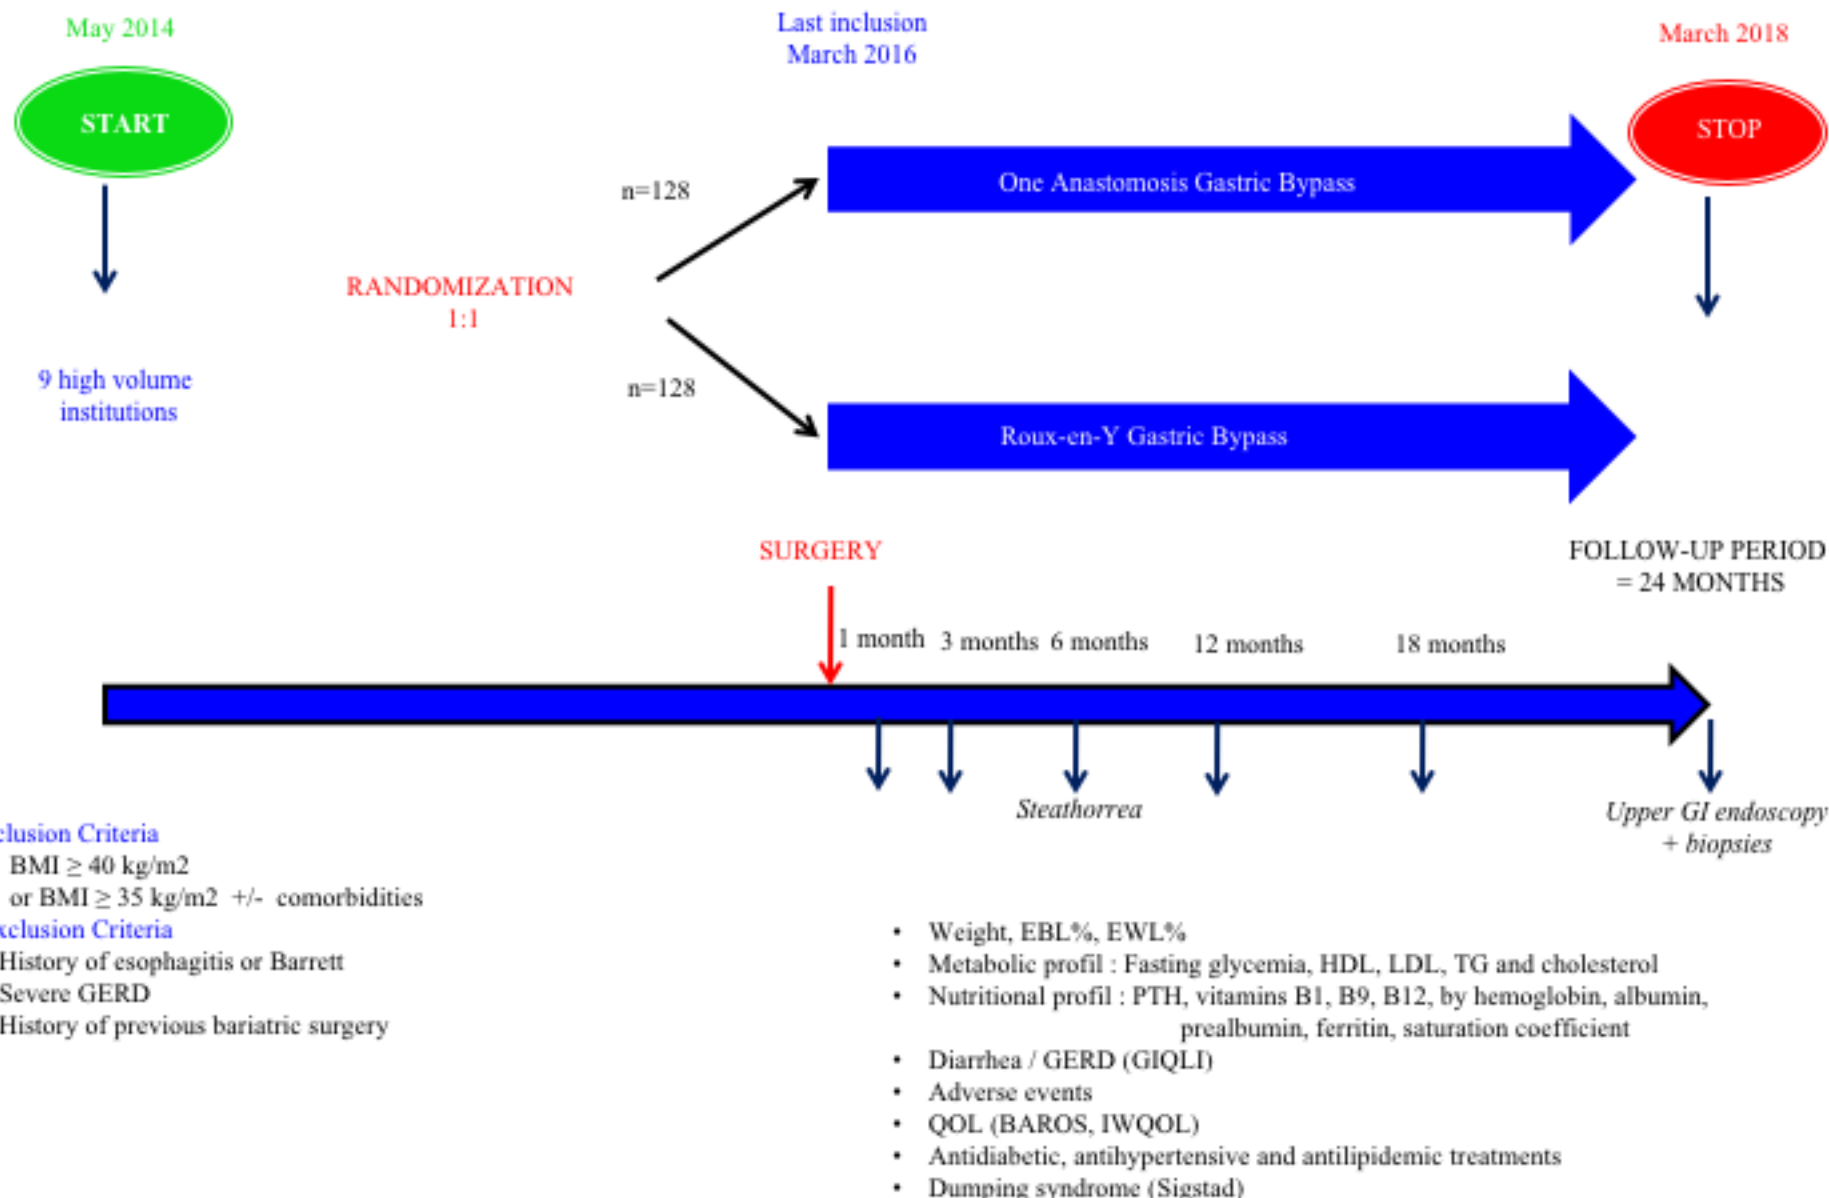 May 2014
Last inclusion
March 2016
March 2018
START
STOP
n=128
One Anastomosis Gastric Bypass
RANDOMIZATION
1:1
9 high volume
institutions
n=128
Roux-en-Y Gastric Bypass
SURGERY
FOLLOW-UP PERIOD
= 24 MONTHS
1 month 3 months 6 months 12 months 18 months
Steathorrea
Upper GI endoscopy
+ biopsies
clusion Criteria
BMI ≥ 40 kg/m2
or BMI ≥ 35 kg/m2 +/- comorbidities
xclusion Criteria
History of esophagitis or Barrett
Severe GERD
History of previous bariatric surgery
• Weight, EBL%, EWL%
• Metabolic profil : Fasting glycemia, HDL, LDL, TG and cholesterol
• Nutritional profil : PTH, vitamins B1, B9, B12, by hemoglobin, albumin,
prealbumin, ferritin, saturation coefficient
• Diarrhea / GERD (GIQLI)
• Adverse events
• QOL (BAROS, IWQOL)
• Antidiabetic, antihypertensive and antilipidemic treatments
• Dumping syndrome (Sigstad)